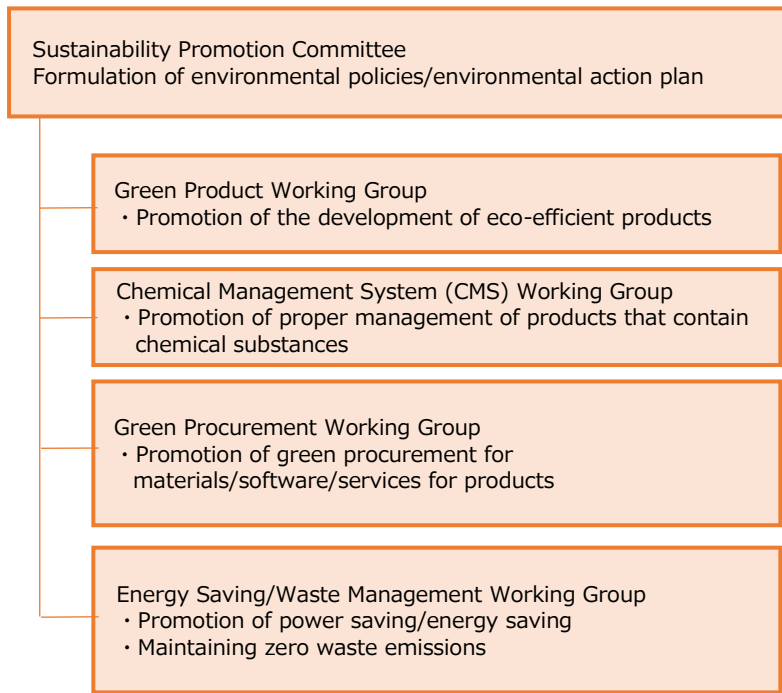 Sustainability Promotion Committee
Formulation of environmental policies/environmental action plan
Green Product Working Group
・Promotion of the development of eco-efficient products
Chemical Management System (CMS) Working Group
・Promotion of proper management of products that contain
chemical substances
Green Procurement Working Group
・Promotion of green procurement for
materials/software/services for products
Energy Saving/Waste Management Working Group
・Promotion of power saving/energy saving
・Maintaining zero waste emissions